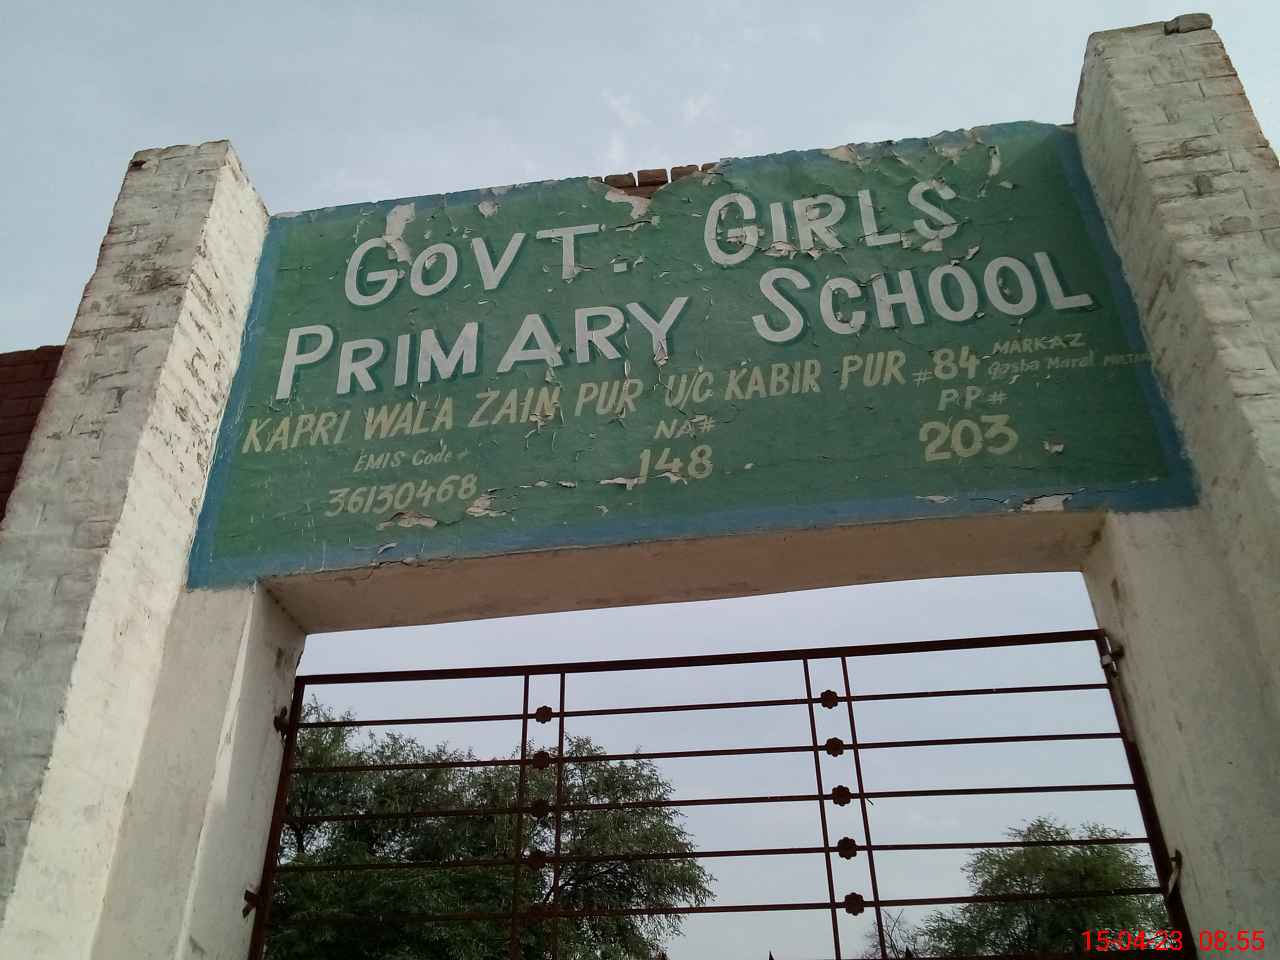 GOVT. GIRLS
PRIMARY SCHOOL
KAPRI WALA ZAIN PUR U/C KABIR PUR #84 MARKAZ
Qasba Maral MULTAN
EMIS Code# NA# P.P#
36130468 148 203
15-04-23 08:55